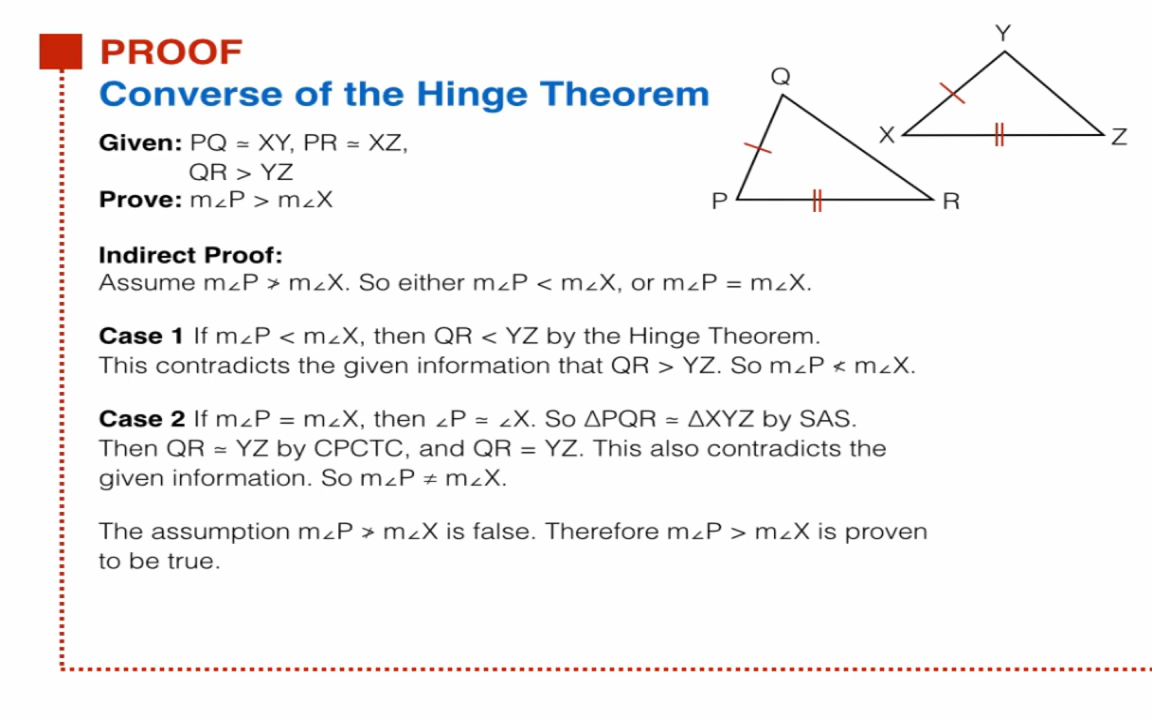 PROOF
Converse of the Hinge Theorem
Given: PQ ≃ XY, PR ≃ XZ,
QR > YZ
Prove: m∠P > m∠X
Q
P
R
Y
X
Z
Indirect Proof:
Assume m∠P ≯ m∠X. So either m∠P < m∠X, or m∠P = m∠X.
Case 1 If m∠P < m∠X, then QR < YZ by the Hinge Theorem.
This contradicts the given information that QR > YZ. So m∠P ≮ m∠X.
Case 2 If m∠P = m∠X, then ∠P ≃ ∠X. So ΔPQR ≃ ΔXYZ by SAS.
Then QR ≃ YZ by CPCTC, and QR = YZ. This also contradicts the
given information. So m∠P ≠ m∠X.
The assumption m∠P ≯ m∠X is false. Therefore m∠P > m∠X is proven
to be true.